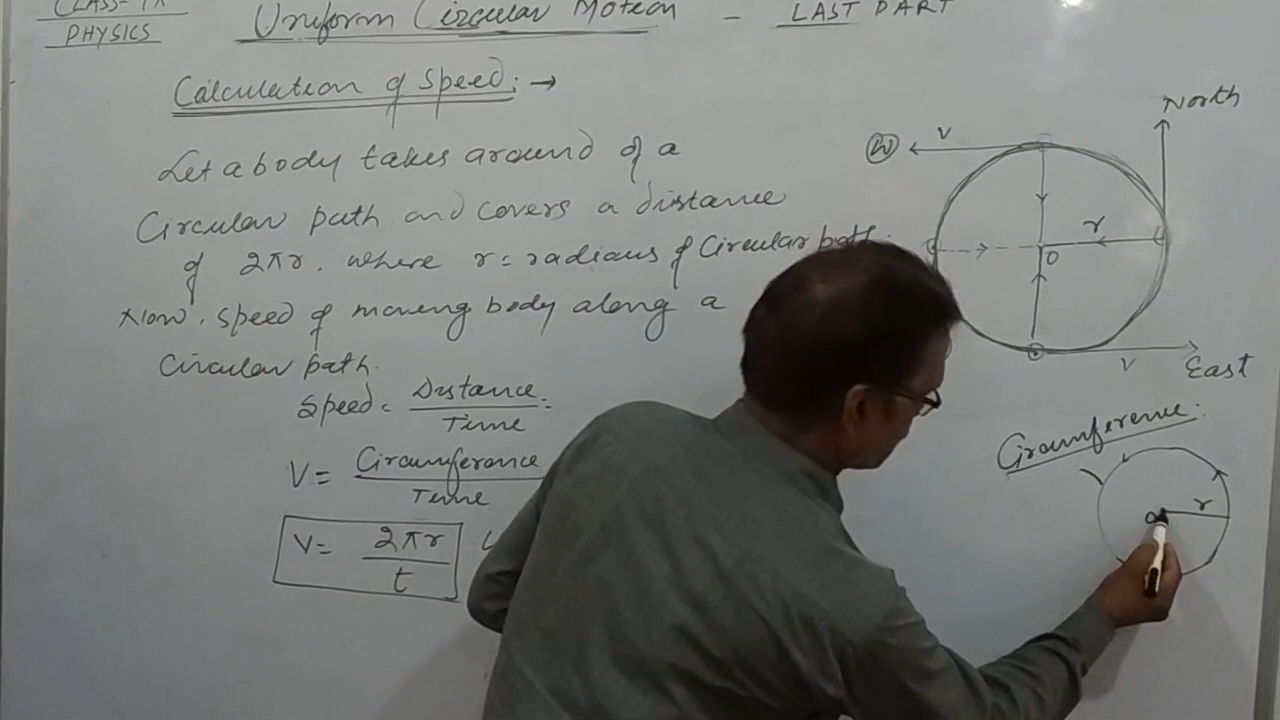 CLASS-IX
PHYSICS
Uniform Circular Motion - LAST PART
Calculation of Speed: →
Let a body takes around of a
Circular path and covers a distance
of 2πr. where r = radious of Circular path.
Now, Speed of moving body along a
Circular path.
Speed = Distance
Time
V = Circumference
Time
V = 2πr
t
North
W
v
r
O
v
East
Circumference:
r